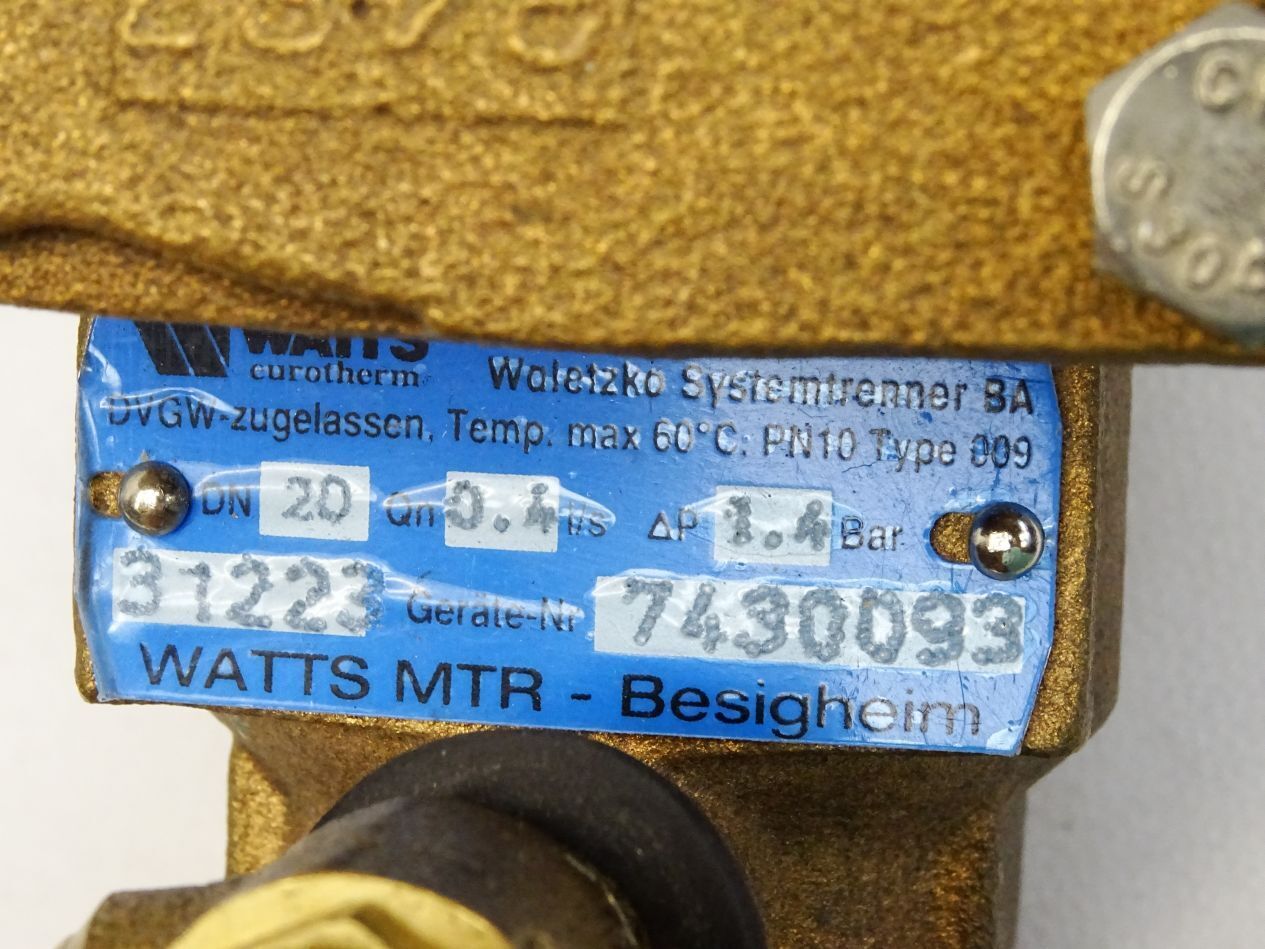 WATTS
eurotherm
Waletzko Systemtrenner BA
DVGW-zugelassen, Temp. max 60°C: PN10 Type 009
DN 20 Qn 0.4 l/s ΔP 1.4 Bar
31223 Geräte-Nr 7430093
WATTS MTR - Besigheim